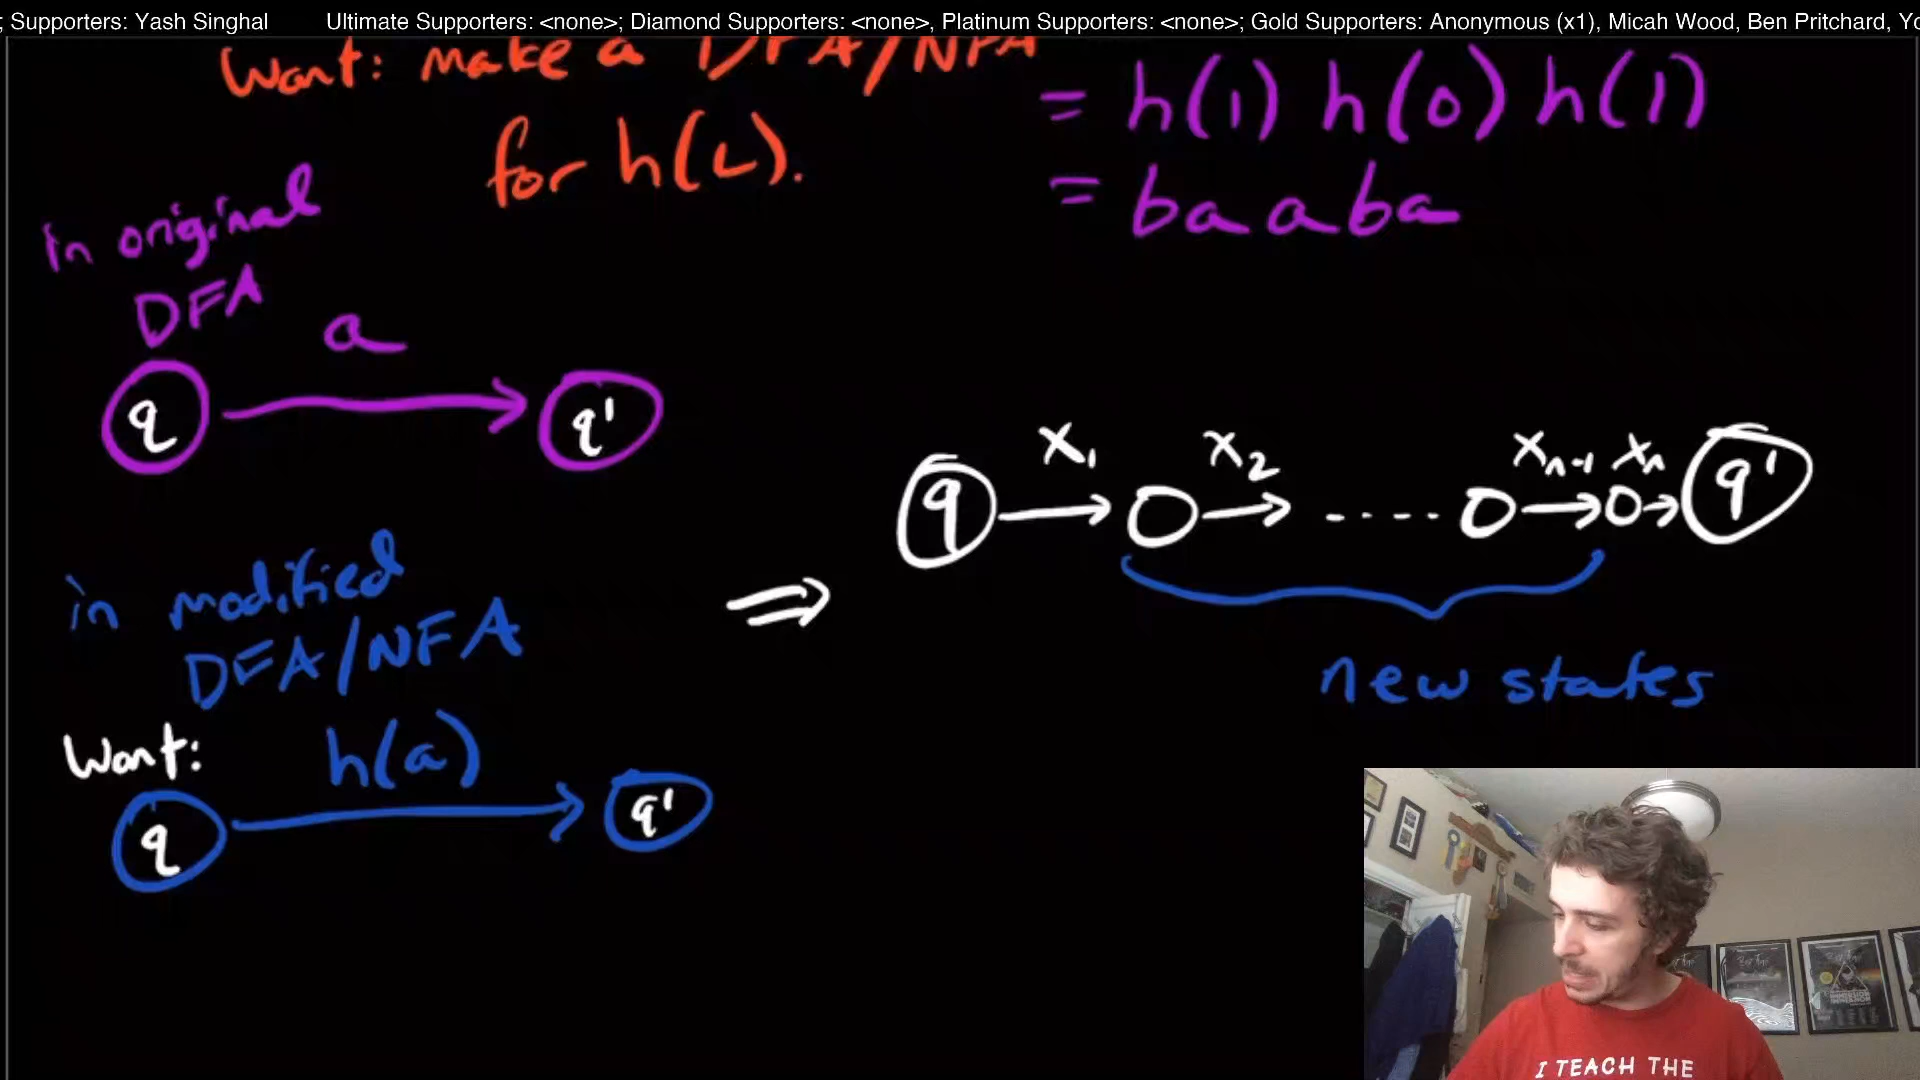 ; Supporters: Yash Singhal Ultimate Supporters: <none>; Diamond Supporters: <none>, Platinum Supporters: <none>; Gold Supporters: Anonymous (x1), Micah Wood, Ben Pritchard, Yo
Want: make a DFA/NFA
for h(L).
= h(1) h(0) h(1)
= baaba
in original
DFA
a
q q'
x₁ x₂ xₙ₋₁ xₙ
q ..... q'
new states
in modified
DFA/NFA
⇒
Want: h(a)
q q'
I TEACH THE